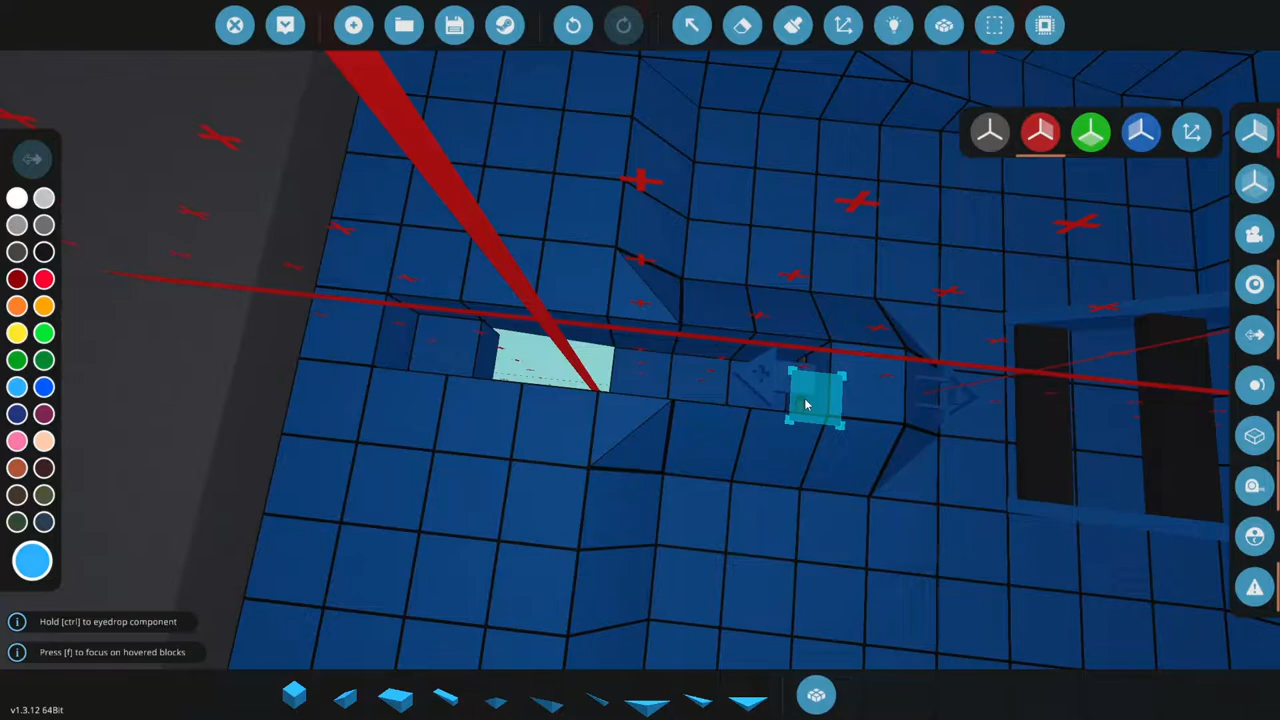 Hold [ctrl] to eyedrop component
Press [f] to focus on hovered blocks
v1.3.12 64Bit